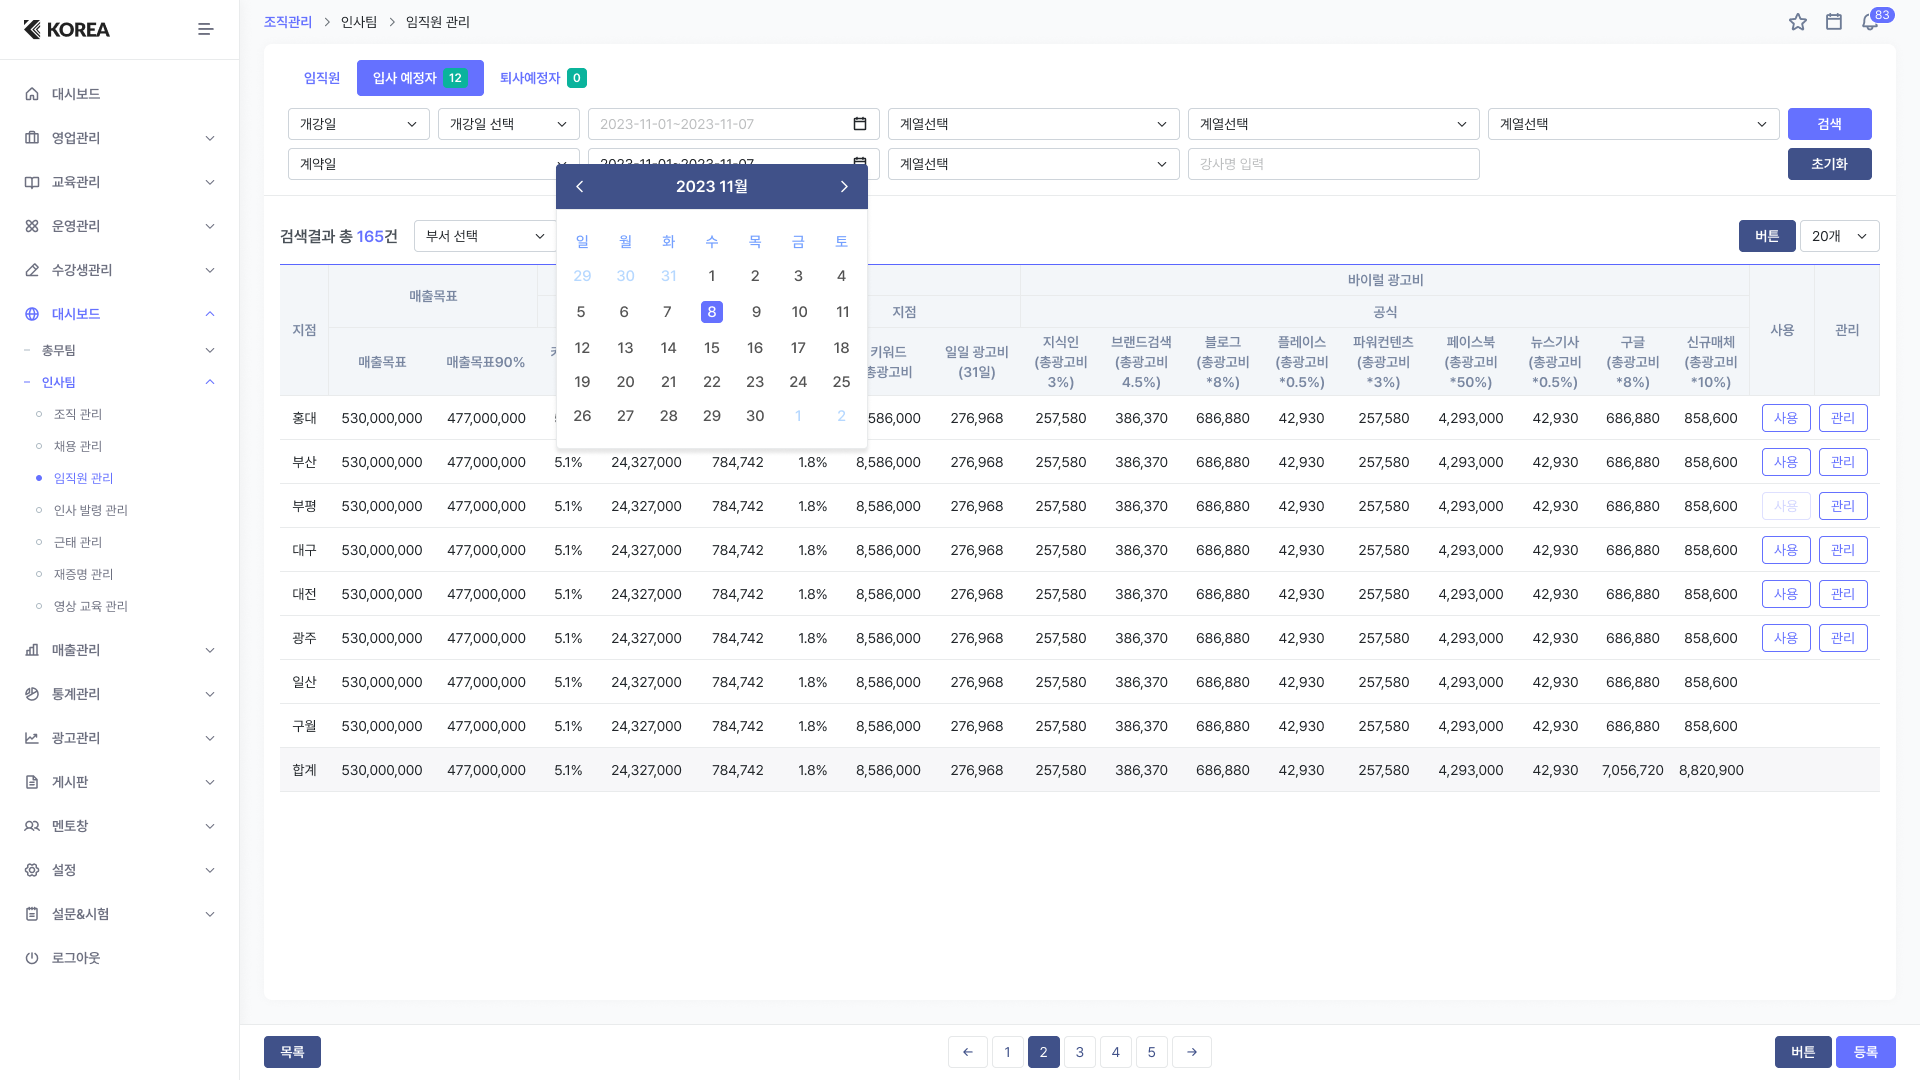 KOREA
대시보드
영업관리
교육관리
운영관리
수강생관리
대시보드
총무팀
인사팀
조직 관리
채용 관리
임직원 관리
인사 발령 관리
근태 관리
재증명 관리
영상 교육 관리
매출관리
통계관리
광고관리
게시판
멘토창
설정
설문&시험
로그아웃
조직관리 > 인사팀 > 임직원 관리
83
임직원 입사 예정자 12 퇴사예정자 0
개강일 개강일 선택 2023-11-01~2023-11-07 계열선택 계열선택 계열선택 검색
계약일 2023-11-01~2023-11-07 계열선택 강사명 입력 초기화
2023 11월
일 월 화 수 목 금 토
29 30 31 1 2 3 4
5 6 7 8 9 10 11
12 13 14 15 16 17 18
19 20 21 22 23 24 25
26 27 28 29 30 1 2
검색결과 총 165건 부서 선택 버튼 20개
지점 매출목표 바이럴 광고비 사용 관리
지점 공식
매출목표 매출목표90% 키워드 일일 광고비 지식인 브랜드검색 블로그 플레이스 파워컨텐츠 페이스북 뉴스기사 구글 신규매체
총광고비 (31일) (총광고비 (총광고비 (총광고비 (총광고비 (총광고비 (총광고비 (총광고비 (총광고비 (총광고비
3%) 4.5%) *8%) *0.5%) *3%) *50%) *0.5%) *8%) *10%)
홍대 530,000,000 477,000,000 586,000 276,968 257,580 386,370 686,880 42,930 257,580 4,293,000 42,930 686,880 858,600 사용 관리
부산 530,000,000 477,000,000 5.1% 24,327,000 784,742 1.8% 8,586,000 276,968 257,580 386,370 686,880 42,930 257,580 4,293,000 42,930 686,880 858,600 사용 관리
부평 530,000,000 477,000,000 5.1% 24,327,000 784,742 1.8% 8,586,000 276,968 257,580 386,370 686,880 42,930 257,580 4,293,000 42,930 686,880 858,600 사용 관리
대구 530,000,000 477,000,000 5.1% 24,327,000 784,742 1.8% 8,586,000 276,968 257,580 386,370 686,880 42,930 257,580 4,293,000 42,930 686,880 858,600 사용 관리
대전 530,000,000 477,000,000 5.1% 24,327,000 784,742 1.8% 8,586,000 276,968 257,580 386,370 686,880 42,930 257,580 4,293,000 42,930 686,880 858,600 사용 관리
광주 530,000,000 477,000,000 5.1% 24,327,000 784,742 1.8% 8,586,000 276,968 257,580 386,370 686,880 42,930 257,580 4,293,000 42,930 686,880 858,600 사용 관리
일산 530,000,000 477,000,000 5.1% 24,327,000 784,742 1.8% 8,586,000 276,968 257,580 386,370 686,880 42,930 257,580 4,293,000 42,930 686,880 858,600
구월 530,000,000 477,000,000 5.1% 24,327,000 784,742 1.8% 8,586,000 276,968 257,580 386,370 686,880 42,930 257,580 4,293,000 42,930 686,880 858,600
합계 530,000,000 477,000,000 5.1% 24,327,000 784,742 1.8% 8,586,000 276,968 257,580 386,370 686,880 42,930 257,580 4,293,000 42,930 7,056,720 8,820,900
목록 ← 1 2 3 4 5 → 버튼 등록